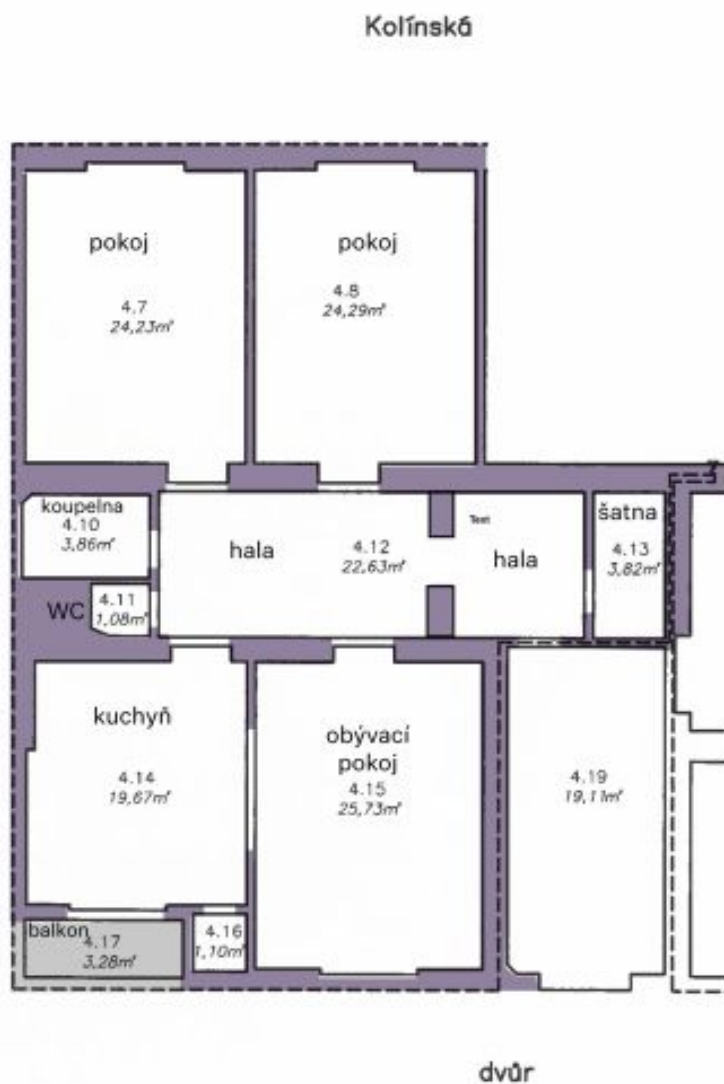 Kolínská
pokoj
4.7
24,23m²
pokoj
4.8
24,29m²
koupelna
4.10
3,86m²
WC
4.11
1,08m²
hala
4.12
22,63m²
Text
hala
šatna
4.13
3,82m²
kuchyň
4.14
19,67m²
obývací
pokoj
4.15
25,73m²
4.19
19,11m²
balkon
4.17
3,28m²
4.16
1,10m²
dvůr